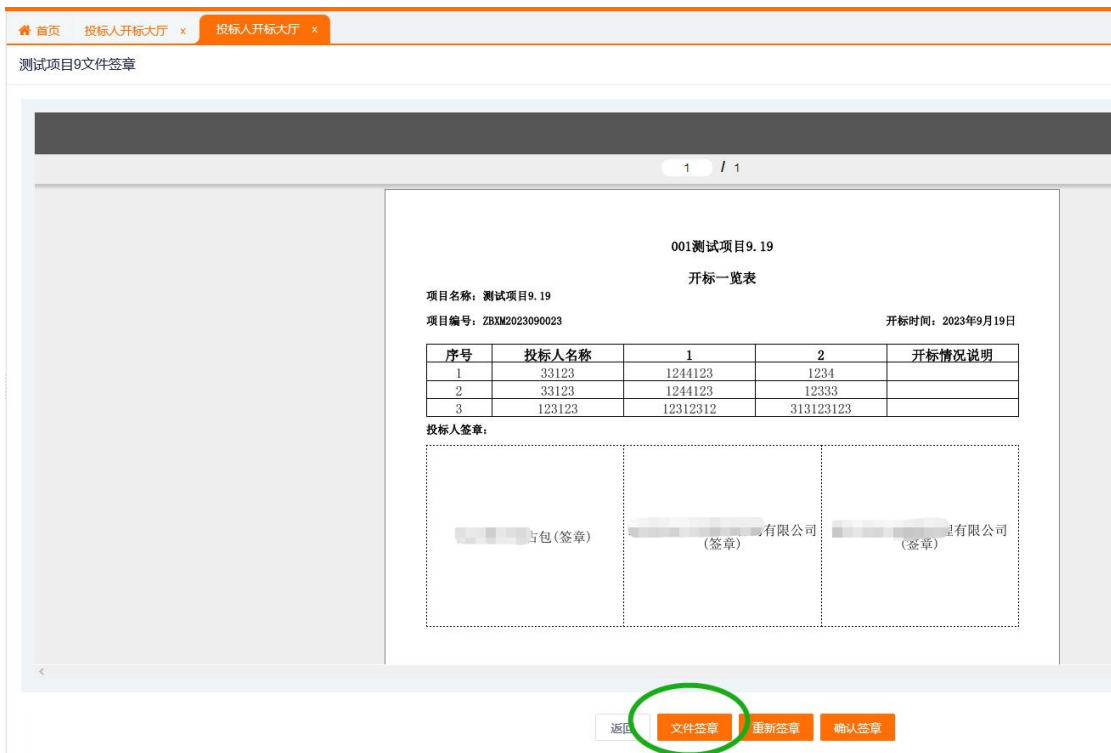 首页 投标人开标大厅 x 投标人开标大厅 x
测试项目9文件签章
1 / 1
001测试项目9.19
开标一览表
项目名称：测试项目9.19
项目编号：ZBXM2023090023 开标时间：2023年9月19日
序号 投标人名称 1 2 开标情况说明
1 33123 1244123 1234
2 33123 1244123 12333
3 123123 12312312 313123123
投标人签章：
包(签章) 有限公司 有限公司
(签章) (签章)
返回 文件签章 重新签章 确认签章